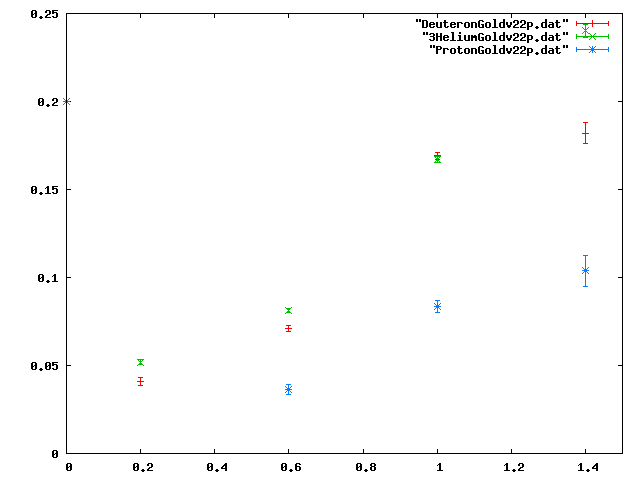 0.25
"DeuteronGoldv22p.dat"
"3HeliumGoldv22p.dat"
"ProtonGoldv22p.dat"
0.2
0.15
0.1
0.05
0
0 0.2 0.4 0.6 0.8 1 1.2 1.4